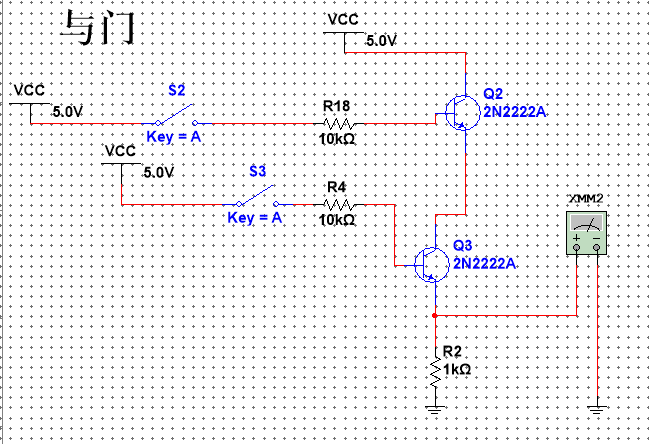 与门
VCC
5.0V
VCC
5.0V
S2
Key = A
R18
10kΩ
Q2
2N2222A
VCC
5.0V
S3
Key = A
R4
10kΩ
XMM2
Q3
2N2222A
R2
1kΩ